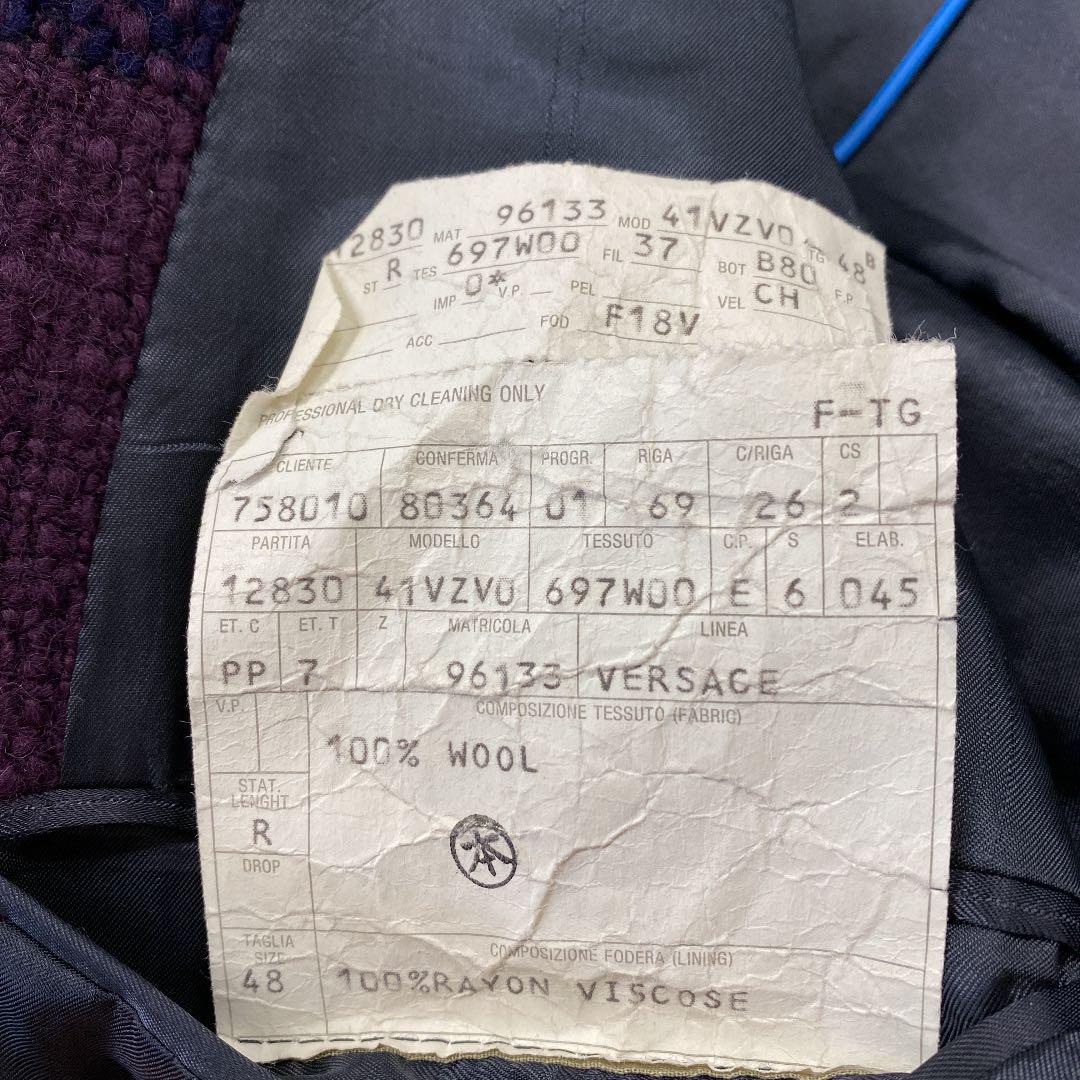 12830 MAT 96133 MOD 41VZV0 TG 48 B
ST R TES 697W00 FIL 37 BOT B80 F.P.
IMP 0* V.P. PEL VEL CH
ACC FOD F18V
PROFESSIONAL DRY CLEANING ONLY
F-TG
CLIENTE CONFERMA PROGR. RIGA C/RIGA CS
758010 80364 01 69 26 2
PARTITA MODELLO TESSUTO C.P. S ELAB.
12830 41VZV0 697W00 E 6 045
ET. C ET. T Z MATRICOLA LINEA
PP 7 96133 VERSACE
V.P. COMPOSIZIONE TESSUTO (FABRIC)
100% WOOL
STAT.
LENGHT
R
DROP
TAGLIA
SIZE COMPOSIZIONE FODERA (LINING)
48 100%RAYON VISCOSE